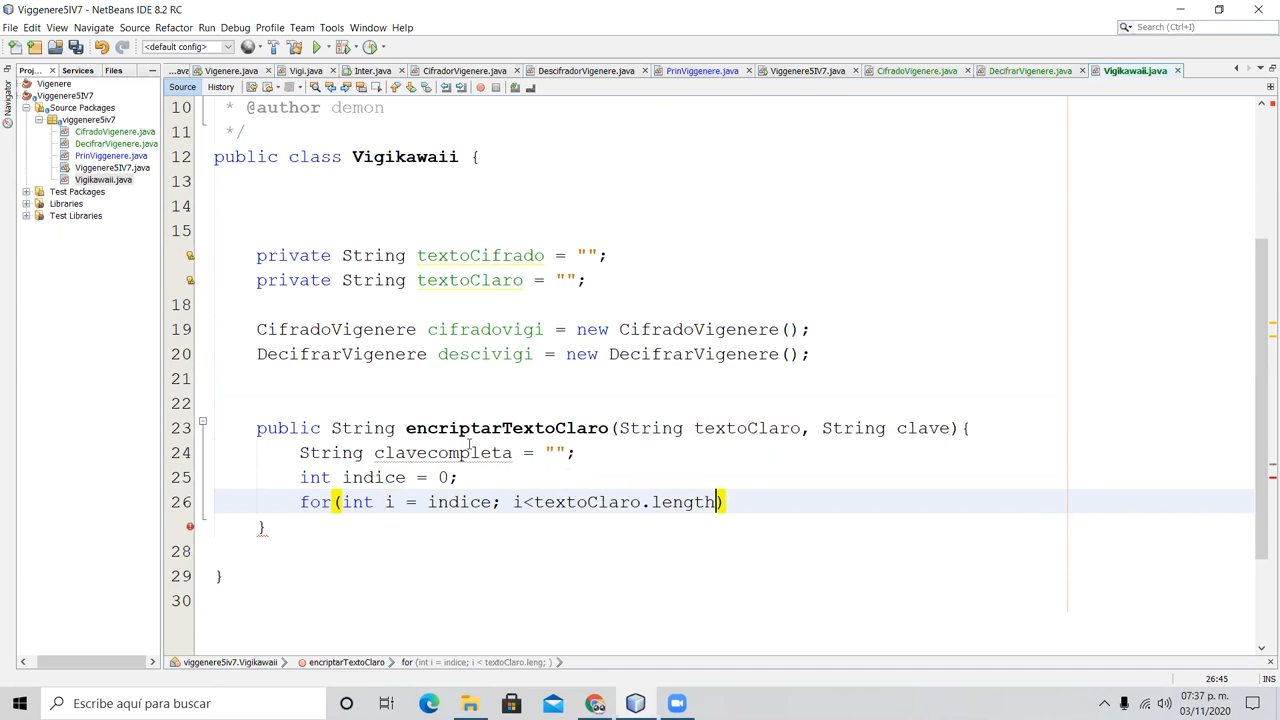 Viggenere5IV7 - NetBeans IDE 8.2 RC
File Edit View Navigate Source Refactor Run Debug Profile Team Tools Window Help
Search (Ctrl+I)
<default config>
Proj... Services Files
...ava Vigenere.java Vigi.java Inter.java CifradorVigenere.java DescifradorVigenere.java PrinViggenere.java Viggenere5IV7.java CifradoVigenere.java DecifrarVigenere.java Vigikawaii.java
Navigator
Vigenere
Viggenere5IV7
Source Packages
viggenere5iv7
CifradoVigenere.java
DecifrarVigenere.java
PrinViggenere.java
Viggenere5IV7.java
Vigikawaii.java
Test Packages
Libraries
Test Libraries
Source History
10 * @author demon
11 */
12 public class Vigikawaii {
13
14
15
private String textoCifrado = "";
private String textoClaro = "";
18
19 CifradoVigenere cifradovigi = new CifradoVigenere();
20 DecifrarVigenere descivigi = new DecifrarVigenere();
21
22
23 public String encriptarTextoClaro(String textoClaro, String clave){
24 String clavecompleta = "";
25 int indice = 0;
26 for(int i = indice; i<textoClaro.length)
}
28
29 }
30
viggenere5iv7.Vigikawaii encriptarTextoClaro for (int i = indice; i < textoClaro.leng; )
26:45
Escribe aquí para buscar
07:37 p. m.
03/11/2020